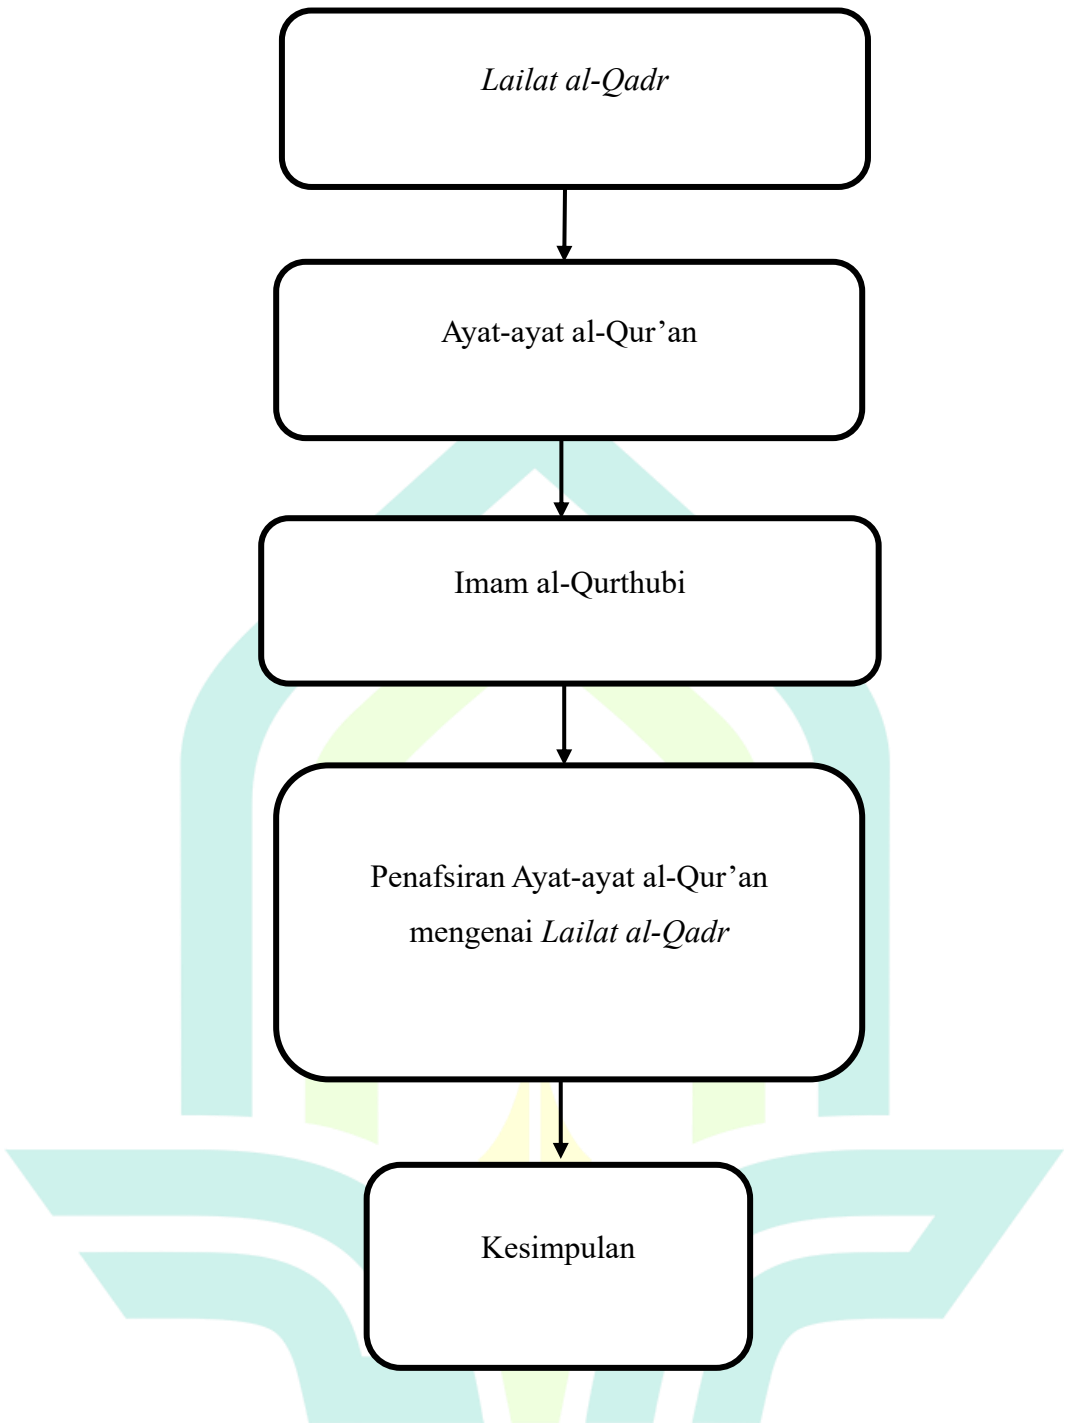 Lailat al-Qadr
Ayat-ayat al-Qur’an
Imam al-Qurthubi
Penafsiran Ayat-ayat al-Qur’an
mengenai Lailat al-Qadr
Kesimpulan